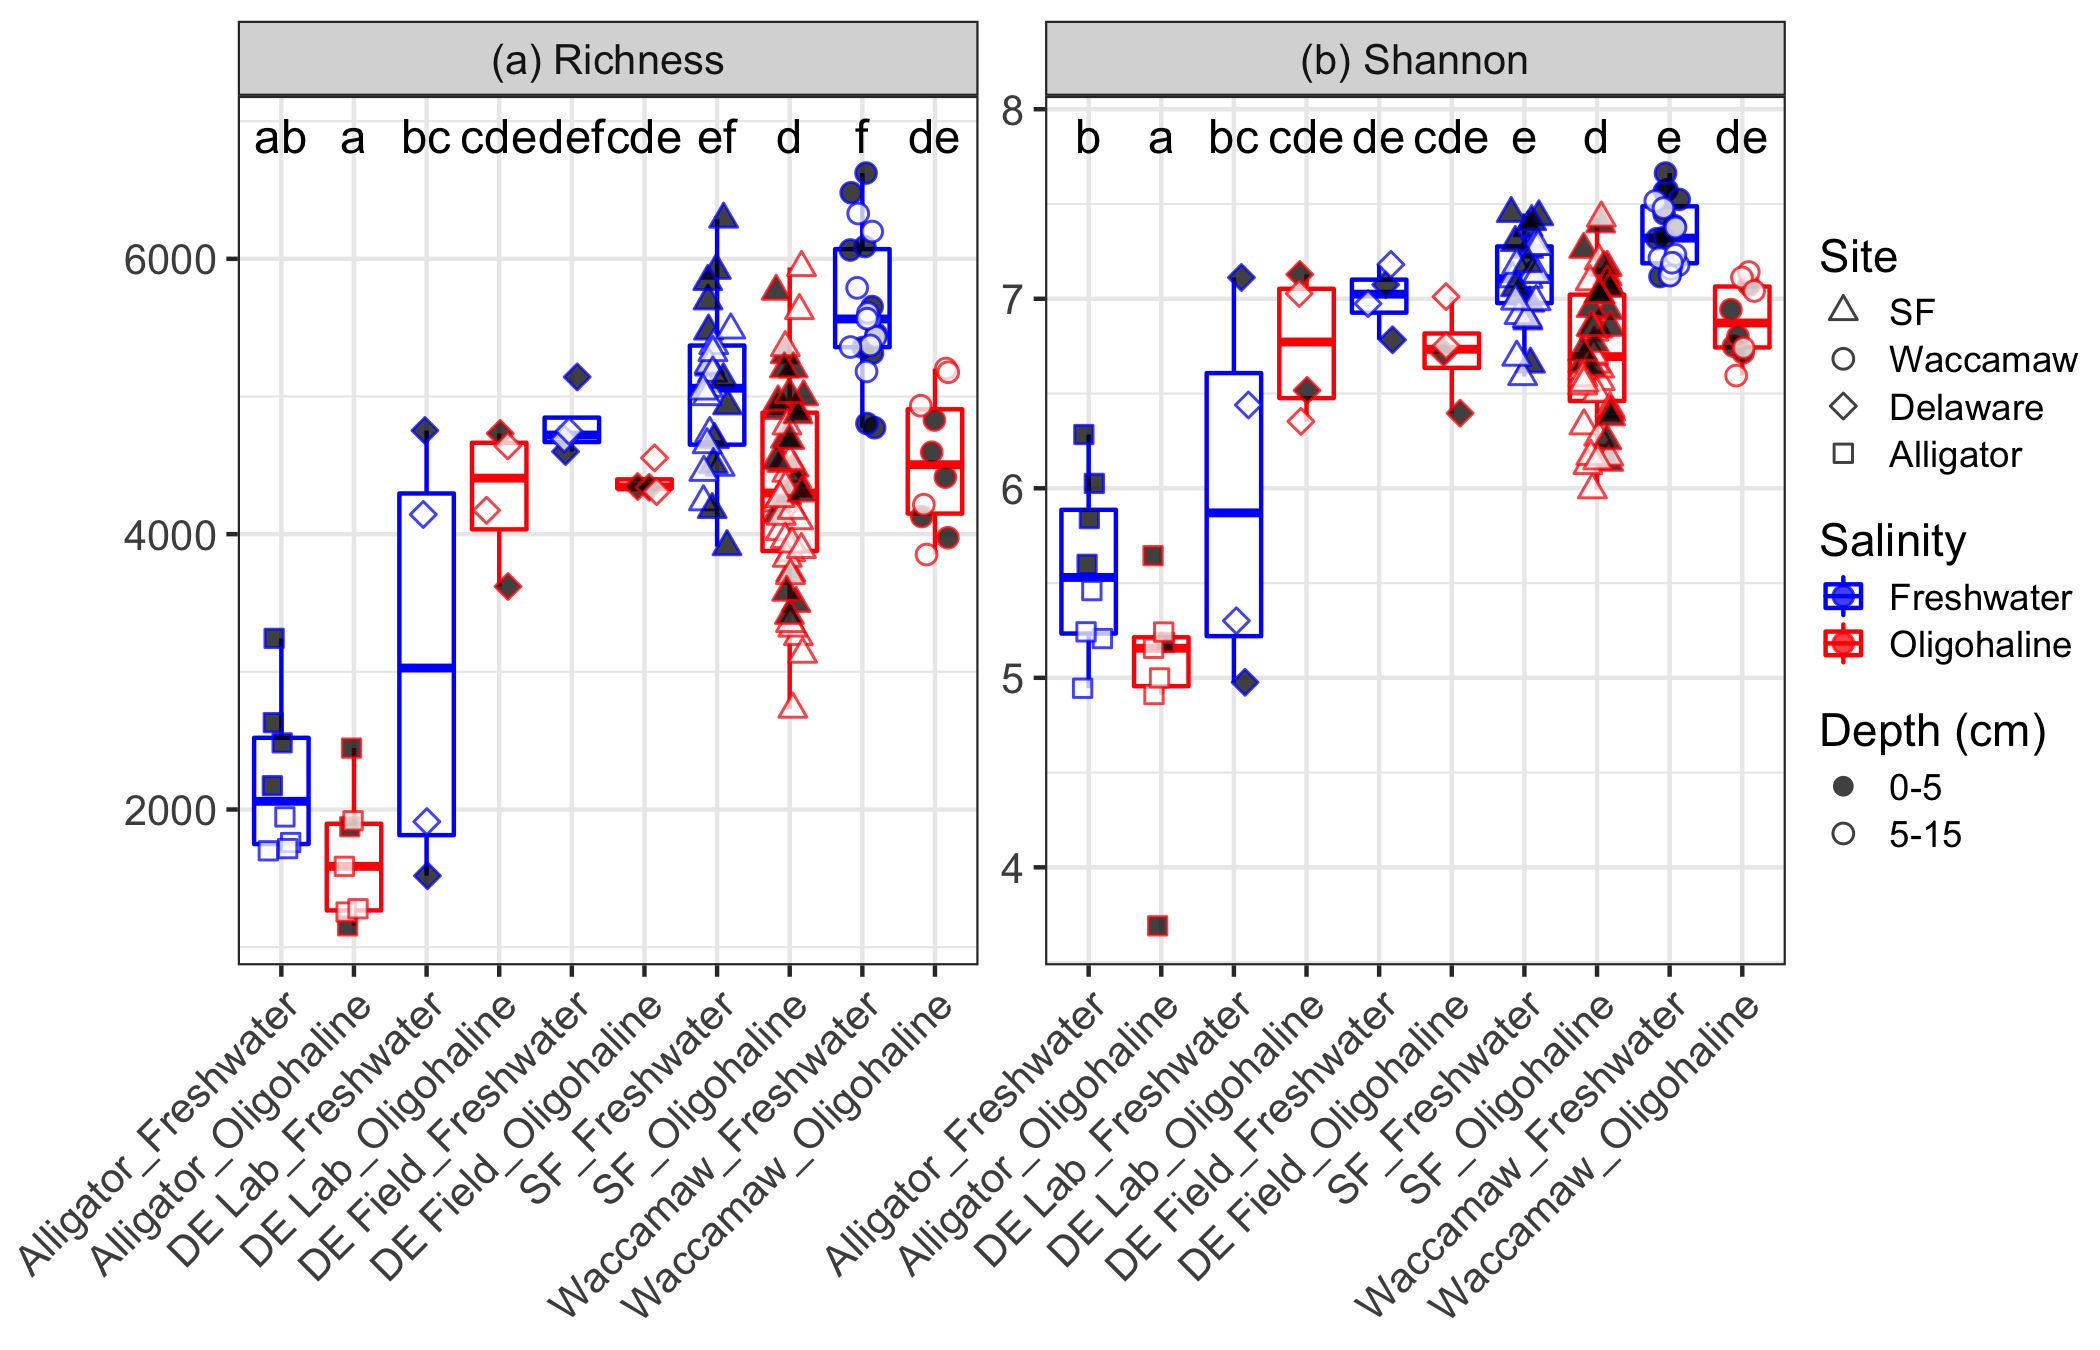 (a) Richness
(b) Shannon
ab a bc cde def cde ef d f de
b a bc cde de cde e d e de
6000
4000
2000
8
7
6
5
4
Alligator_Freshwater
Alligator_Oligohaline
DE Lab_Freshwater
DE Lab_Oligohaline
DE Field_Freshwater
DE Field_Oligohaline
SF_Freshwater
SF_Oligohaline
Waccamaw_Freshwater
Waccamaw_Oligohaline
Alligator_Freshwater
Alligator_Oligohaline
DE Lab_Freshwater
DE Lab_Oligohaline
DE Field_Freshwater
DE Field_Oligohaline
SF_Freshwater
SF_Oligohaline
Waccamaw_Freshwater
Waccamaw_Oligohaline
Site
SF
Waccamaw
Delaware
Alligator
Salinity
Freshwater
Oligohaline
Depth (cm)
0-5
5-15